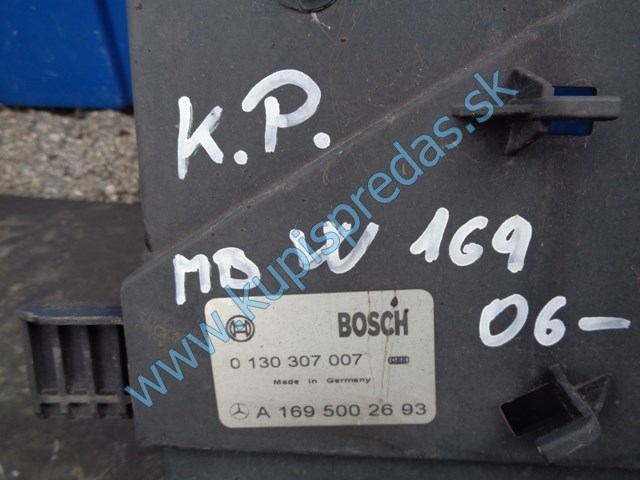 K.P.
MB W 169
06-
BOSCH
0 130 307 007
Made in Germany
A 169 500 26 93
www.kupispredas.sk